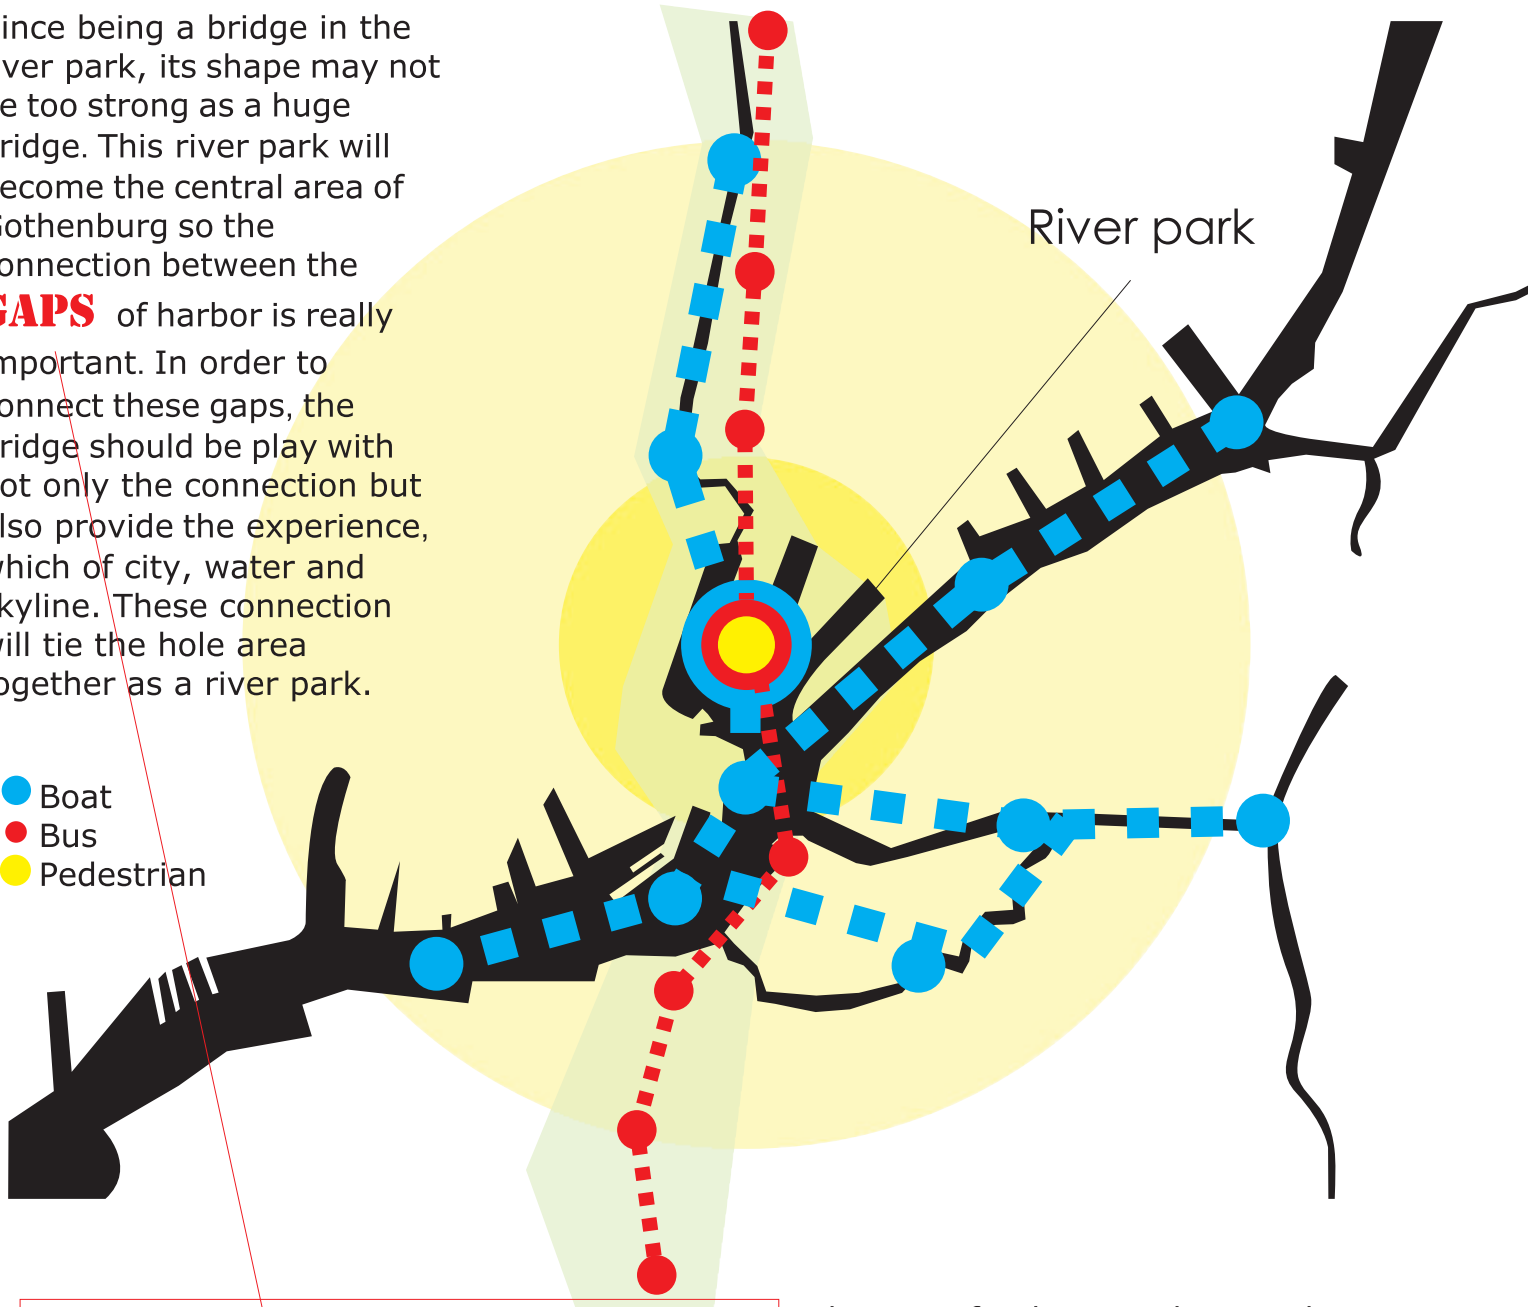 ince being a bridge in the
ver park, its shape may not
e too strong as a huge
ridge. This river park will
ecome the central area of
Gothenburg so the
onnection between the
GAPS of harbor is really
mportant. In order to
onnect these gaps, the
ridge should be play with
ot only the connection but
lso provide the experience,
which of city, water and
kyline. These connection
will tie the hole area
ogether as a river park.
River park
Boat
Bus
Pedestrian